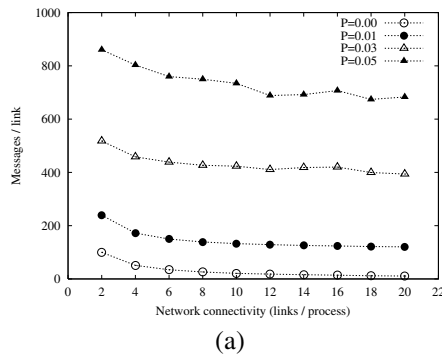 1000
800
600
400
200
0
Messages / link
P=0.00
P=0.01
P=0.03
P=0.05
0 2 4 6 8 10 12 14 16 18 20 22
Network connectivity (links / process)
(a)